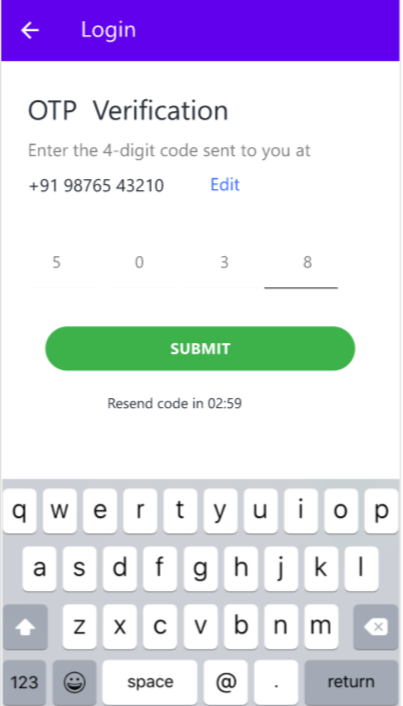 Login
OTP Verification
Enter the 4-digit code sent to you at
+91 98765 43210 Edit
5 0 3 8
SUBMIT
Resend code in 02:59
q w e r t y u i o p
a s d f g h j k l
z x c v b n m
123 space @ . return